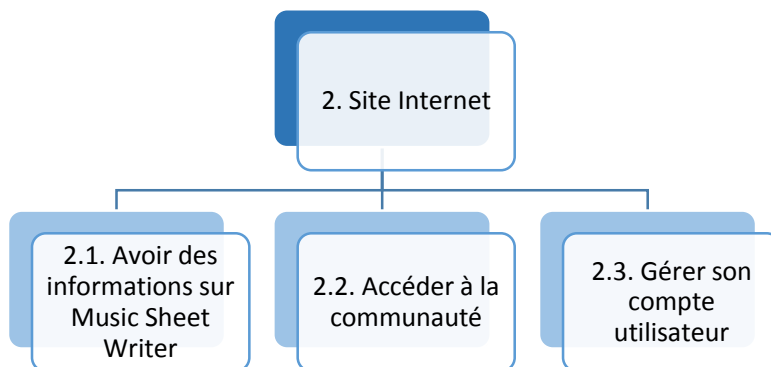 2. Site Internet
2.1. Avoir des
informations sur
Music Sheet
Writer
2.2. Accéder à la
communauté
2.3. Gérer son
compte
utilisateur